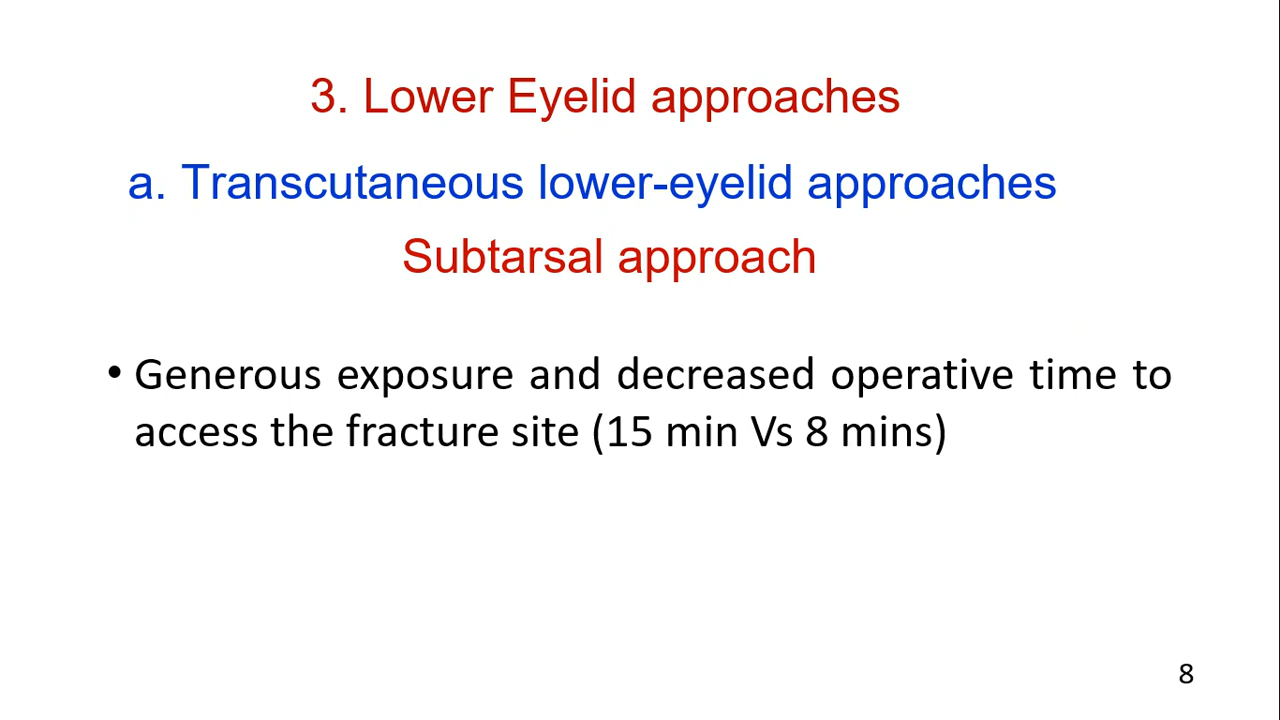 3. Lower Eyelid approaches
a. Transcutaneous lower-eyelid approaches
Subtarsal approach
• Generous exposure and decreased operative time to
access the fracture site (15 min Vs 8 mins)
8